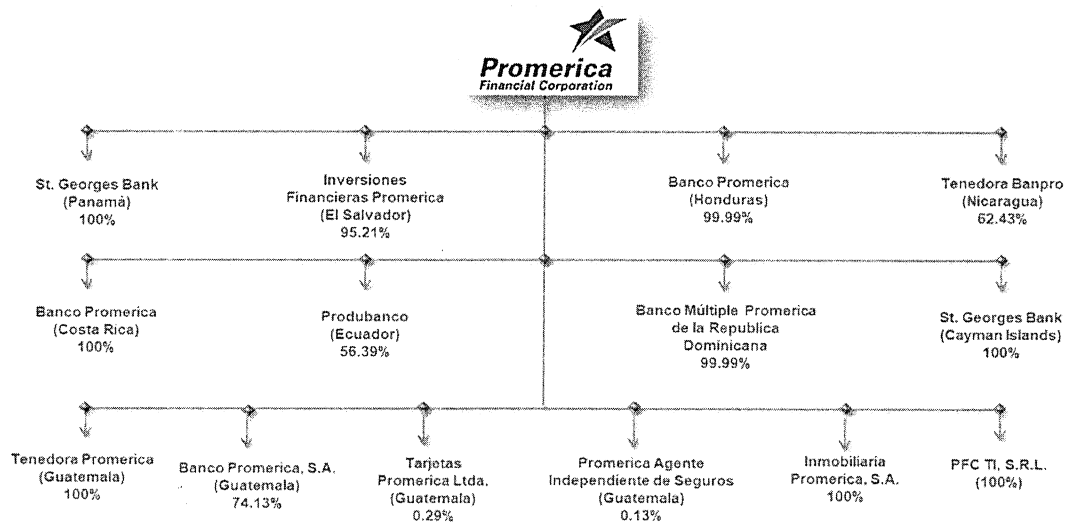 Promerica
Financial Corporation
St. Georges Bank
(Panamá)
100%
Inversiones
Financieras Promerica
(El Salvador)
95.21%
Banco Promerica
(Honduras)
99.99%
Tenedora Banpro
(Nicaragua)
62.43%
Banco Promerica
(Costa Rica)
100%
Produbanco
(Ecuador)
56.39%
Banco Múltiple Promerica
de la Republica
Dominicana
99.99%
St. Georges Bank
(Cayman Islands)
100%
Tenedora Promerica
(Guatemala)
100%
Banco Promerica, S.A.
(Guatemala)
74.13%
Tarjetas
Promerica Ltda.
(Guatemala)
0.29%
Promerica Agente
Independiente de Seguros
(Guatemala)
0.13%
Inmobiliaria
Promerica, S.A.
100%
PFC TI, S.R.L.
(100%)